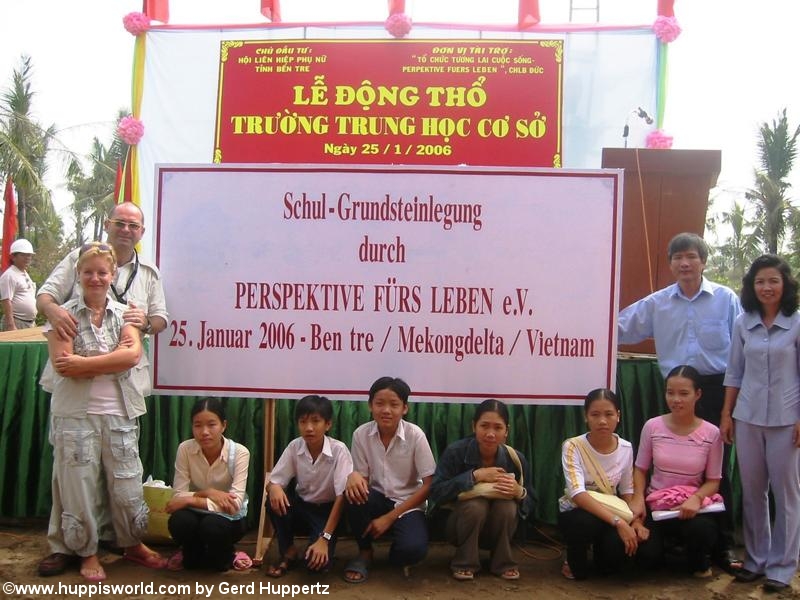 CHỦ ĐẦU TƯ:
HỘI LIÊN HIỆP PHỤ NỮ
TỈNH BẾN TRE
ĐƠN VỊ TÀI TRỢ:
"TỔ CHỨC TƯƠNG LAI CUỘC SỐNG-
PERPEKTIVE FUERS LEBEN", CHLB ĐỨC
LỄ ĐỘNG THỔ
TRƯỜNG TRUNG HỌC CƠ SỞ
Ngày 25 / 1 / 2006
Schul-Grundsteinlegung
durch
PERSPEKTIVE FÜRS LEBEN e.V.
25. Januar 2006 - Ben tre / Mekongdelta / Vietnam
©www.huppisworld.com by Gerd Huppertz